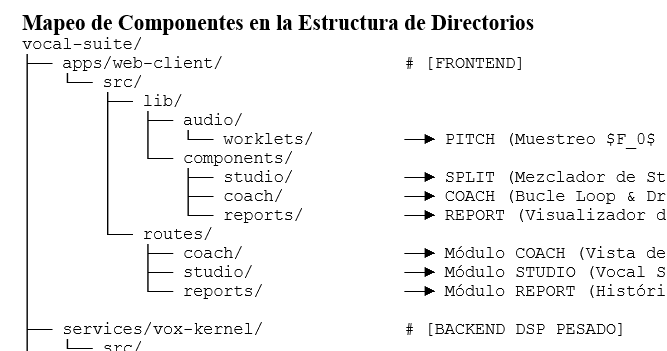 Mapeo de Componentes en la Estructura de Directorios
vocal-suite/
├── apps/web-client/ # [FRONTEND]
│   └── src/
│       ├── lib/
│       │   ├── audio/
│       │   │   └── worklets/ ──► PITCH (Muestreo $F_0$
│       │   └── components/
│       │       ├── studio/ ──► SPLIT (Mezclador de St
│       │       ├── coach/ ──► COACH (Bucle Loop & Dr
│       │       └── reports/ ──► REPORT (Visualizador d
│       └── routes/
│           ├── coach/ ──► Módulo COACH (Vista de
│           ├── studio/ ──► Módulo STUDIO (Vocal S
│           └── reports/ ──► Módulo REPORT (Históri
│
├── services/vox-kernel/ # [BACKEND DSP PESADO]
│   └── src/